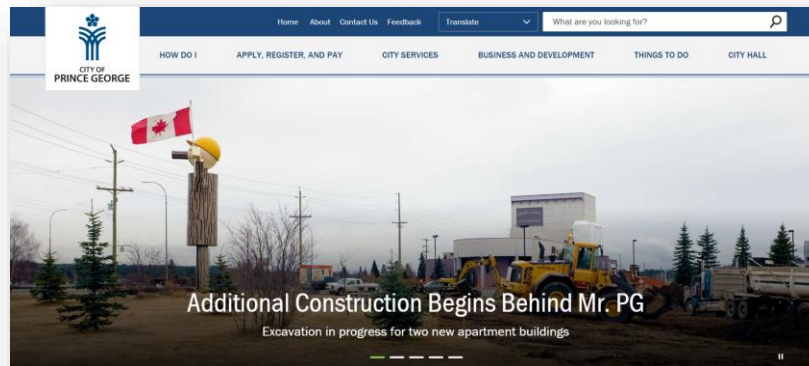 Home About Contact Us Feedback Translate What are you looking for?
CITY OF
PRINCE GEORGE
HOW DO I APPLY, REGISTER, AND PAY CITY SERVICES BUSINESS AND DEVELOPMENT THINGS TO DO CITY HALL
Additional Construction Begins Behind Mr. PG
Excavation in progress for two new apartment buildings